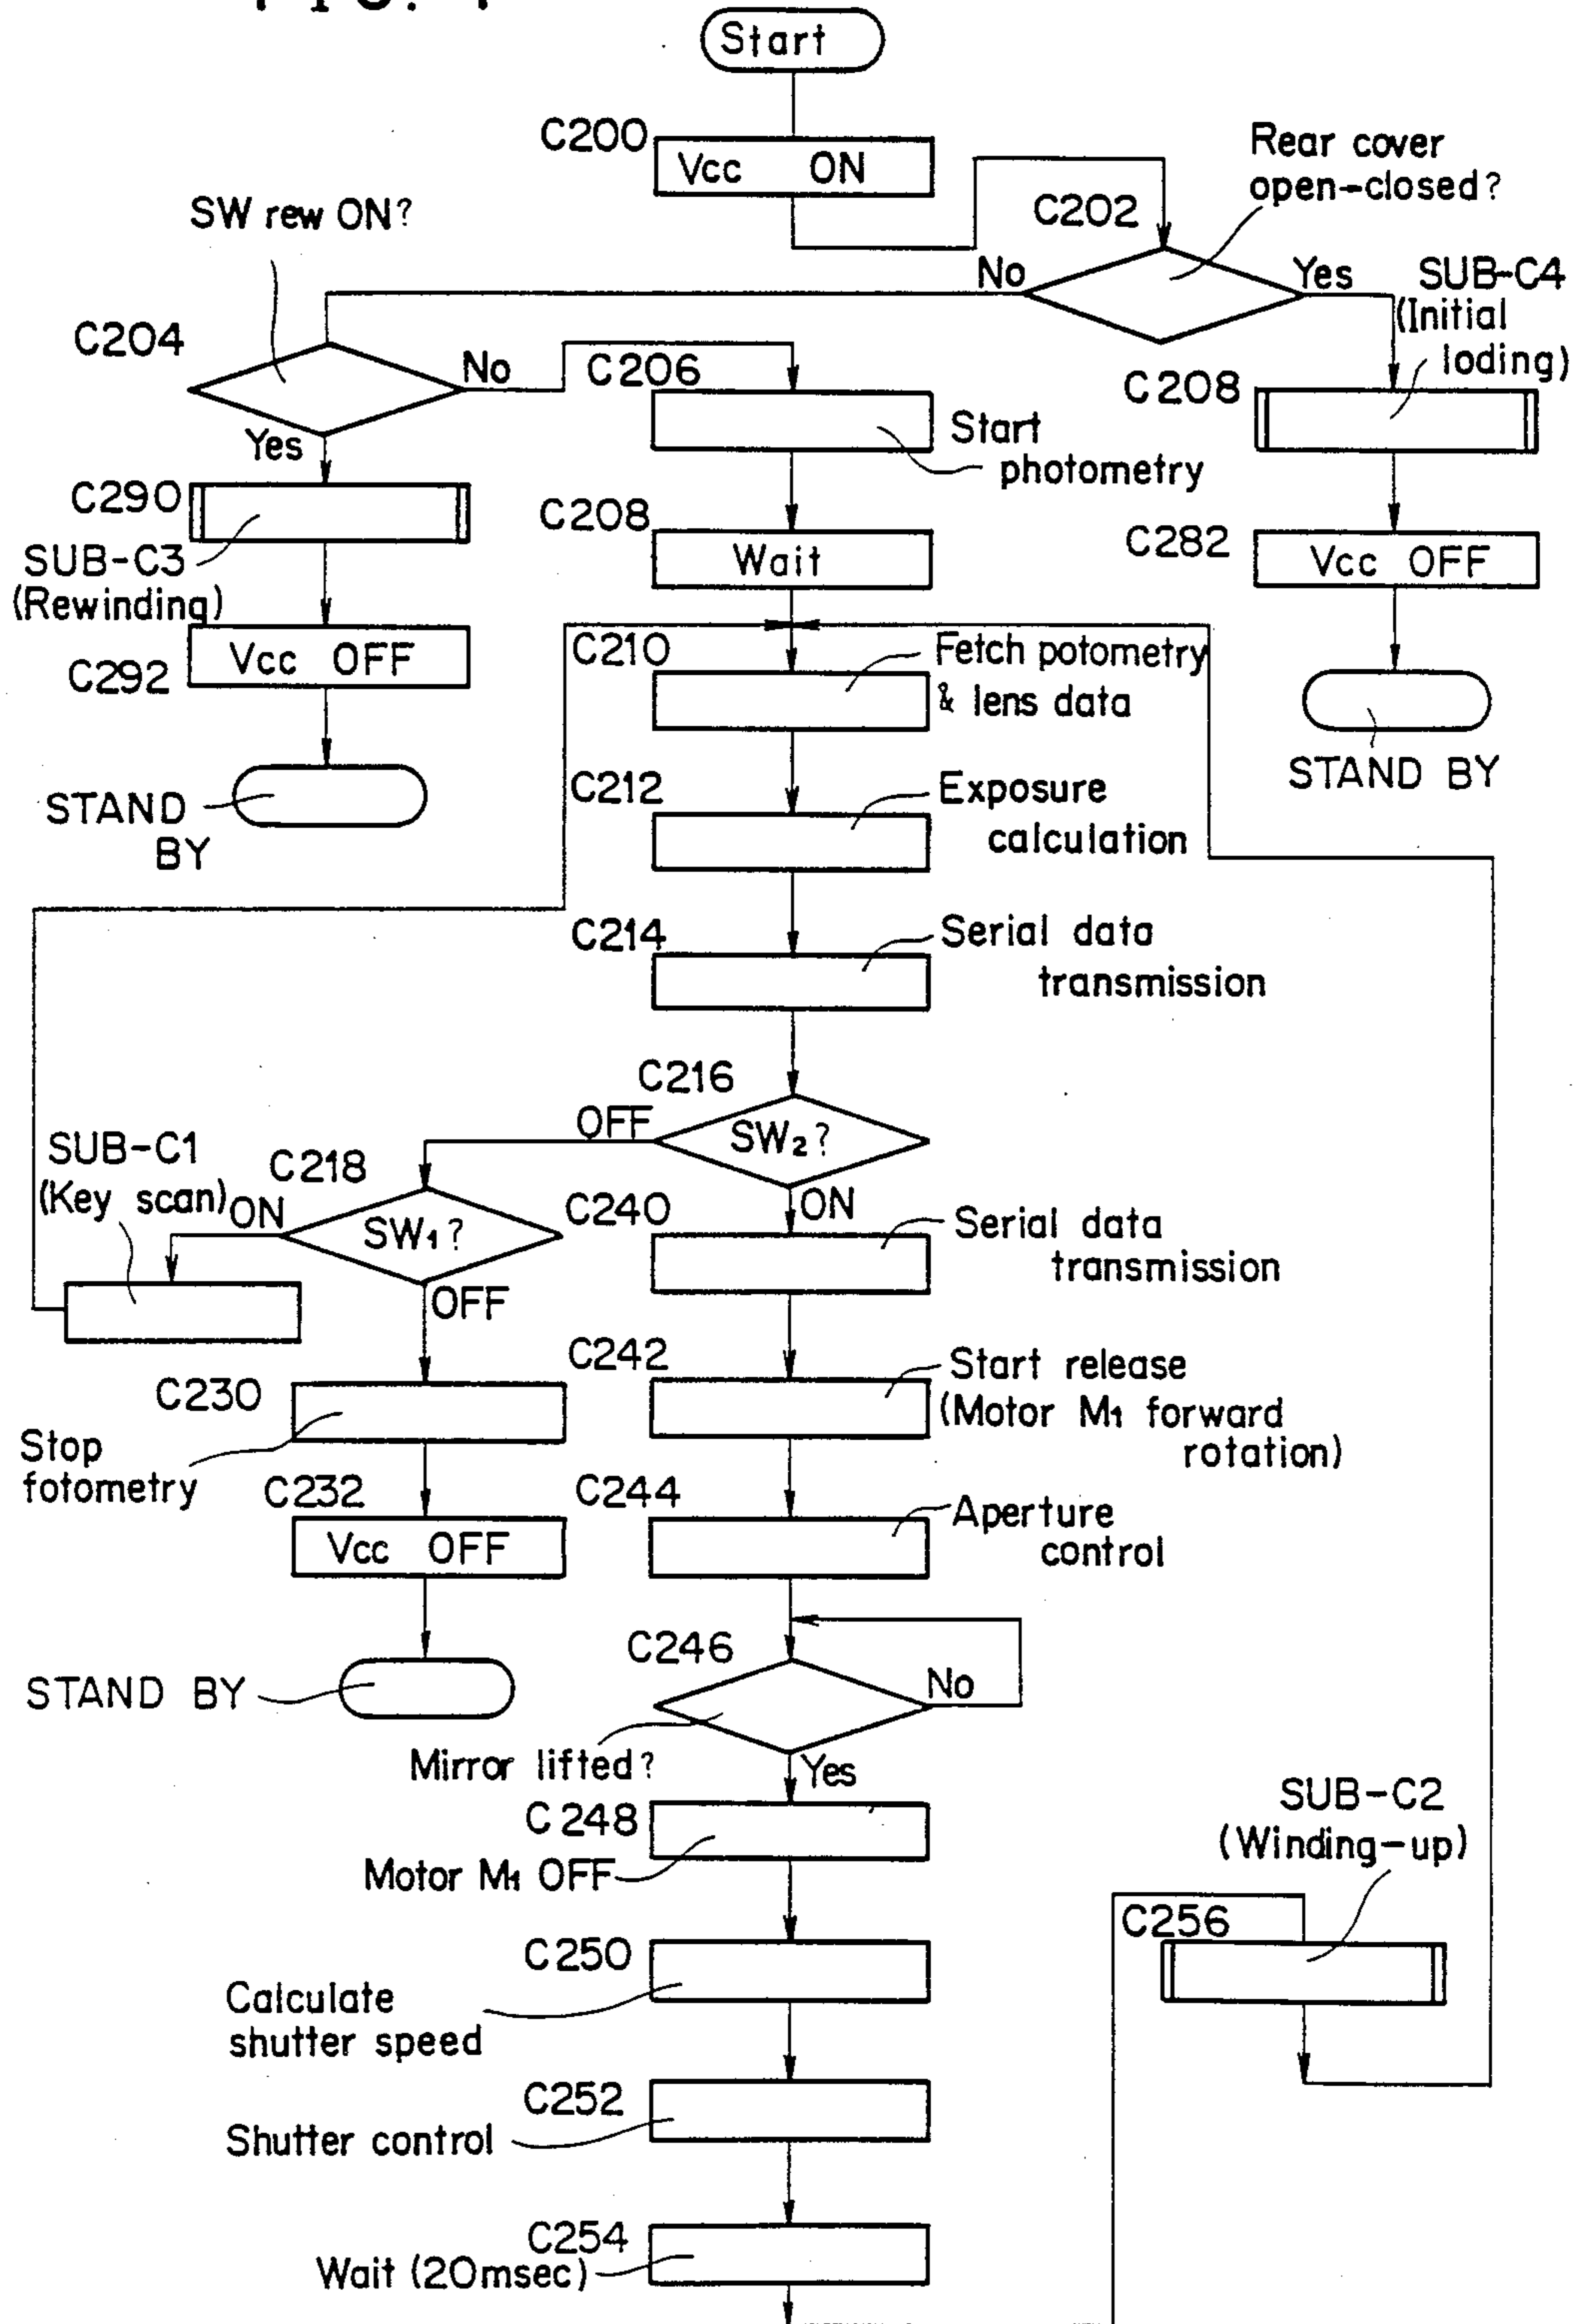 Start
C200
Vcc ON
Rear cover
open-closed?
C202
SW rew ON?
No
Yes
SUB-C4
(Initial
loding)
C204
No
C206
C208
Yes
Start
photometry
C290
C208
SUB-C3
(Rewinding)
Wait
C282
Vcc OFF
C210
Fetch potometry
& lens data
Vcc OFF
C292
STAND BY
C212
Exposure
calculation
STAND
BY
C214
Serial data
transmission
C216
OFF
SW2?
SUB-C1
(Key scan)
C218
ON
SW1?
ON
C240
Serial data
transmission
OFF
C242
Start release
(Motor M1 forward
rotation)
C230
Stop
fotometry
C232
C244
Aperture
control
Vcc OFF
C246
No
STAND BY
Mirror lifted?
Yes
SUB-C2
(Winding-up)
C248
Motor M1 OFF
C256
C250
Calculate
shutter speed
C252
Shutter control
C254
Wait (20msec)